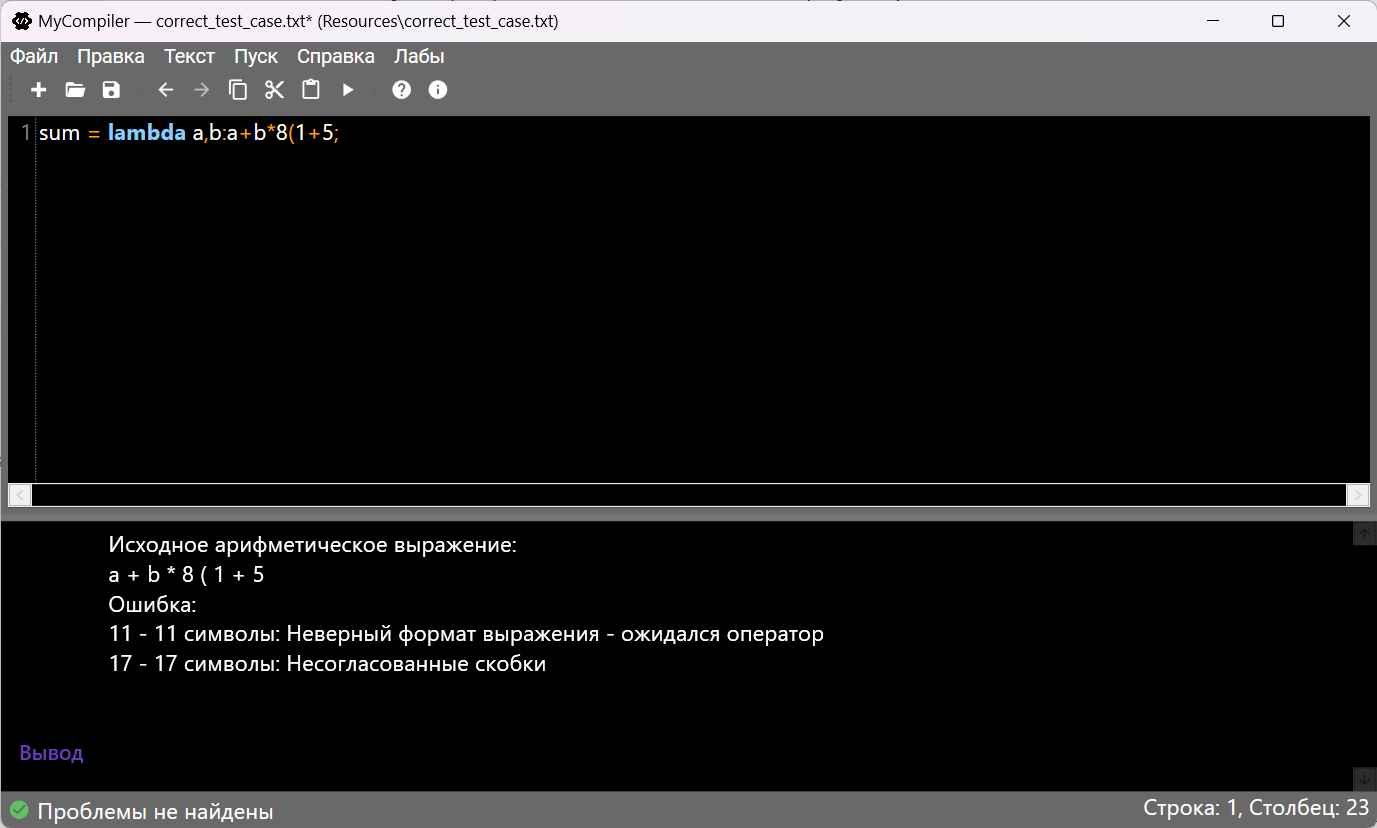 MyCompiler — correct_test_case.txt* (Resources\correct_test_case.txt)
Файл Правка Текст Пуск Справка Лабы
1 sum = lambda a,b:a+b*8(1+5;
Исходное арифметическое выражение:
a + b * 8 ( 1 + 5
Ошибка:
11 - 11 символы: Неверный формат выражения - ожидался оператор
17 - 17 символы: Несогласованные скобки
Вывод
Проблемы не найдены
Строка: 1, Столбец: 23